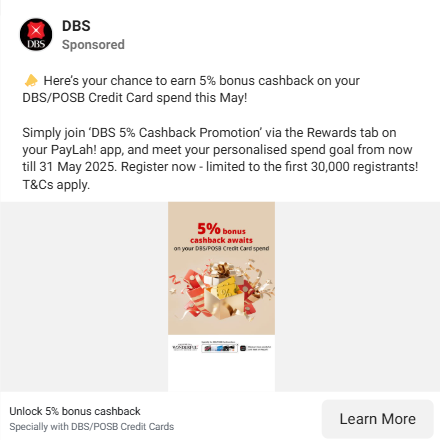 DBS
Sponsored
DBS
Here's your chance to earn 5% bonus cashback on your
DBS/POSB Credit Card spend this May!
Simply join 'DBS 5% Cashback Promotion' via the Rewards tab on
your PayLah! app, and meet your personalised spend goal from now
till 31 May 2025. Register now - limited to the first 30,000 registrants!
T&Cs apply.
5% bonus
cashback awaits
on your DBS/POSB Credit Card spend
Unlock 5% bonus cashback
Specially with DBS/POSB Credit Cards
Learn More